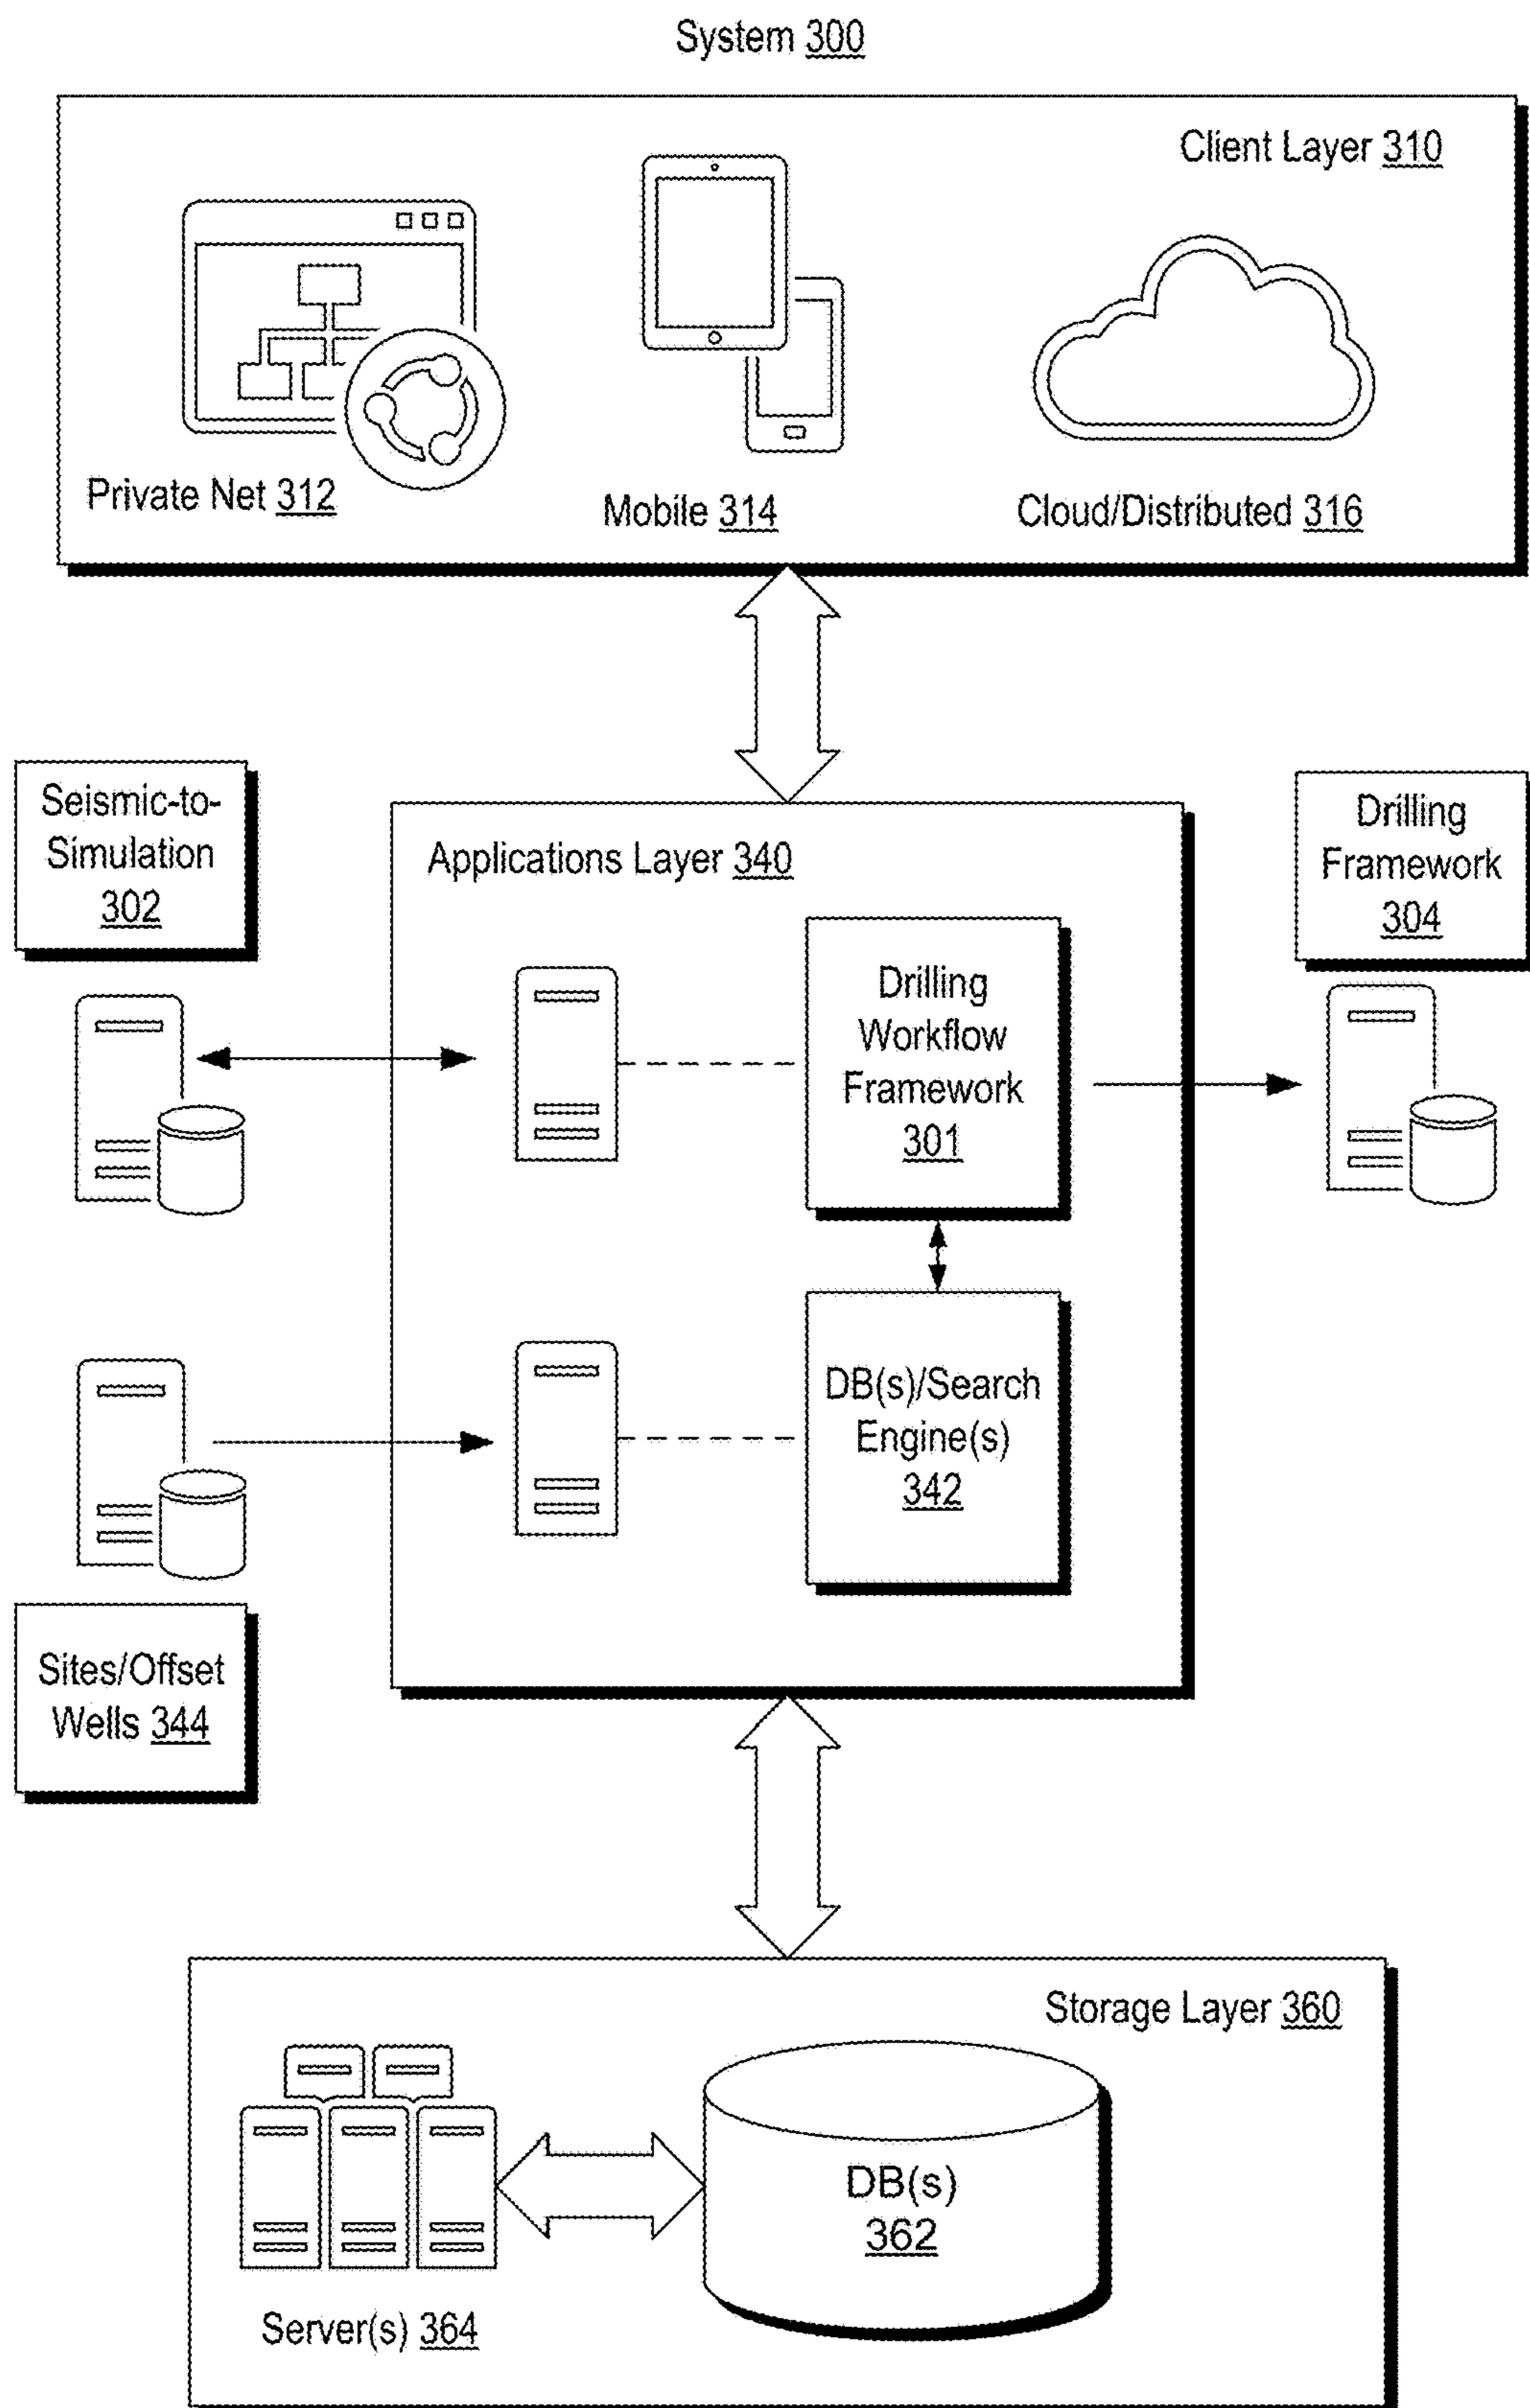 System 300
Client Layer 310
Private Net 312
Mobile 314
Cloud/Distributed 316
Seismic-to-
Simulation
302
Applications Layer 340
Drilling
Framework
304
Drilling
Workflow
Framework
301
DB(s)/Search
Engine(s)
342
Sites/Offset
Wells 344
Storage Layer 360
DB(s)
362
Server(s) 364